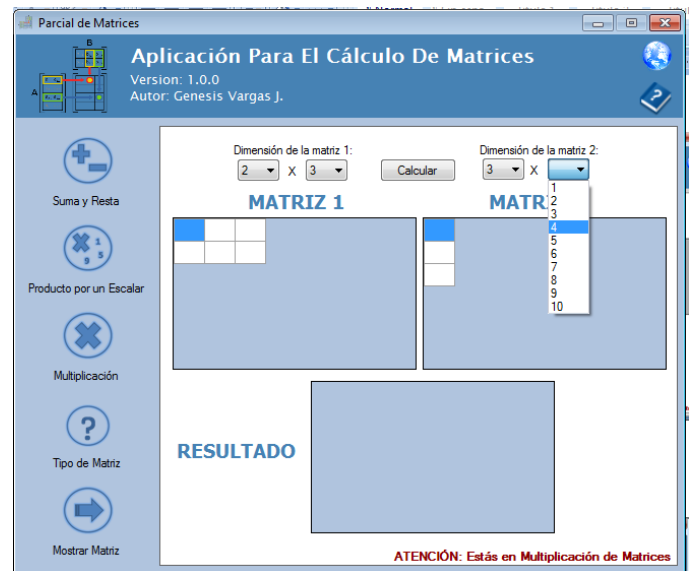 Parcial de Matrices
B
A
Aplicación Para El Cálculo De Matrices
Version: 1.0.0
Autor: Genesis Vargas J.
Suma y Resta
Producto por un Escalar
Multiplicación
Tipo de Matriz
Mostrar Matriz
Dimensión de la matriz 1:
2 X 3
Calcular
Dimensión de la matriz 2:
3 X
1
2
3
4
5
6
7
8
9
10
MATRIZ 1
MATR
RESULTADO
ATENCIÓN: Estás en Multiplicación de Matrices